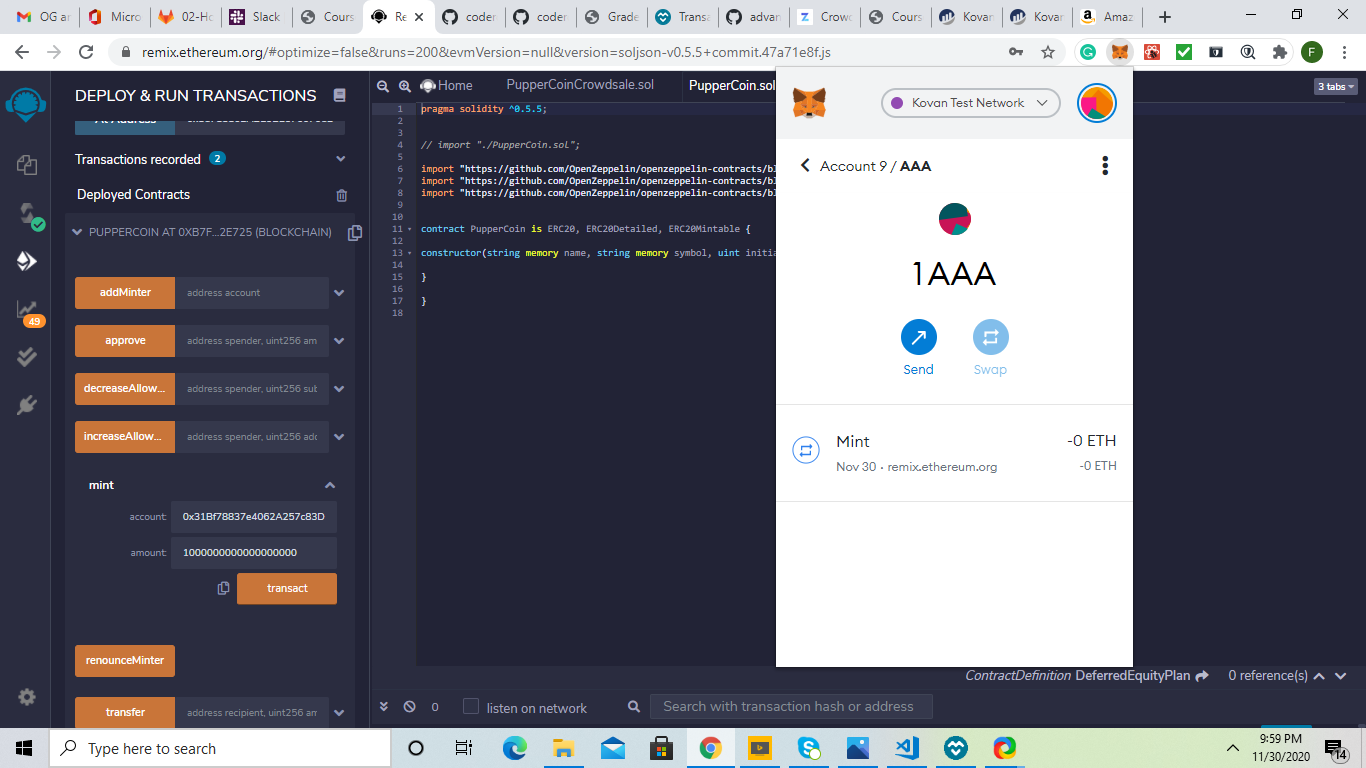 OG ar
Micro
02-Ho
Slack
Cours
Re
coder
coder
Grade
Transa
advan
Crowd
Cours
Kovan
Kovan
Amaz
remix.ethereum.org/#optimize=false&runs=200&evmVersion=null&version=soljson-v0.5.5+commit.47a71e8f.js
F
DEPLOY & RUN TRANSACTIONS
Home
PupperCoinCrowdsale.sol
PupperCoin.sol
3 tabs
At Address
Transactions recorded 2
Deployed Contracts
PUPPERCOIN AT 0XB7F...2E725 (BLOCKCHAIN)
addMinter
address account
approve
address spender, uint256 am
decreaseAllow...
address spender, uint256 sub
increaseAllow...
address spender, uint256 add
49
mint
account:
0x31Bf78837e4062A257c83D
amount:
1000000000000000000
transact
renounceMinter
transfer
address recipient, uint256 am
1 pragma solidity ^0.5.5;
2
3
4 // import "./PupperCoin.sol";
5
6 import "https://github.com/OpenZeppelin/openzeppelin-contracts/bl
7 import "https://github.com/OpenZeppelin/openzeppelin-contracts/bl
8 import "https://github.com/OpenZeppelin/openzeppelin-contracts/bl
9
10
11 contract PupperCoin is ERC20, ERC20Detailed, ERC20Mintable {
12
13 constructor(string memory name, string memory symbol, uint initia
14
15 }
16
17 }
18
Kovan Test Network
Account 9 / AAA
1 AAA
Send
Swap
Mint
-0 ETH
Nov 30 · remix.ethereum.org
-0 ETH
ContractDefinition DeferredEquityPlan
0 reference(s)
0
listen on network
Search with transaction hash or address
Type here to search
9:59 PM
11/30/2020
14